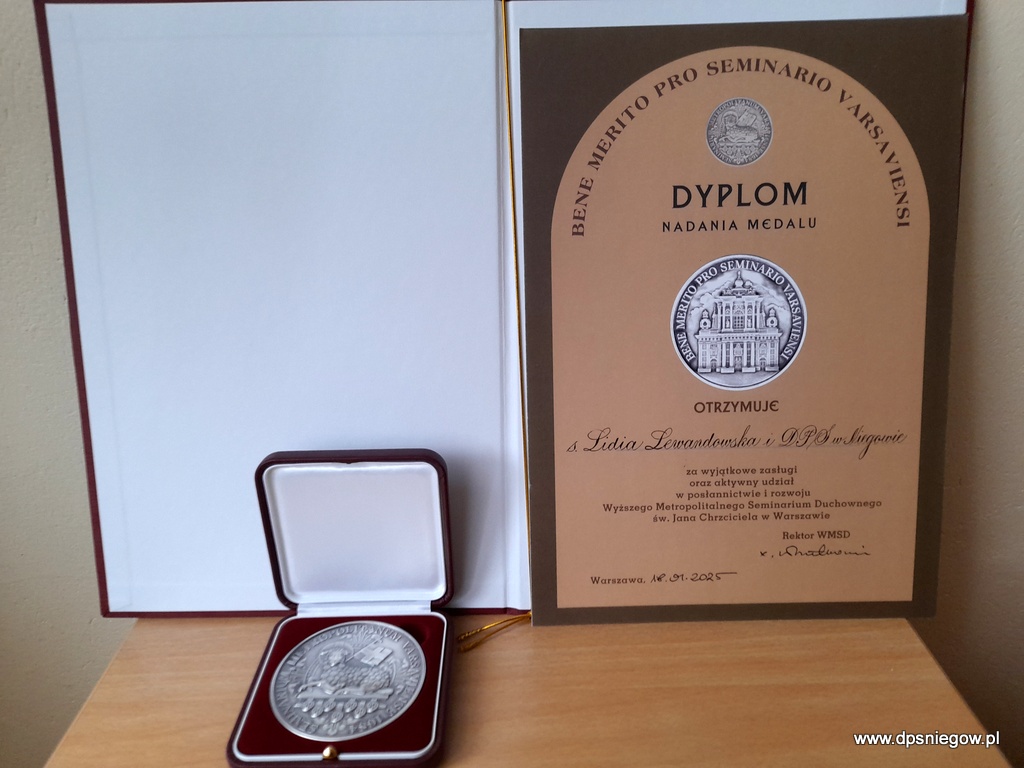 BENE MERITO PRO SEMINARIO VARSAVIENSI
DYPLOM
NADANIA MEDALU
BENE MERITO PRO SEMINARIO VARSAVIENSI
OTRZYMUJE
s. Lidia Lewandowska i D.P.S w Niegowie
za wyjątkowe zasługi
oraz aktywny udział
w posłannictwie i rozwoju
Wyższego Metropolitalnego Seminarium Duchownego
św. Jana Chrzciciela w Warszawie
Rektor WMSD
Warszawa, 18.01.2025
www.dpsniegow.pl